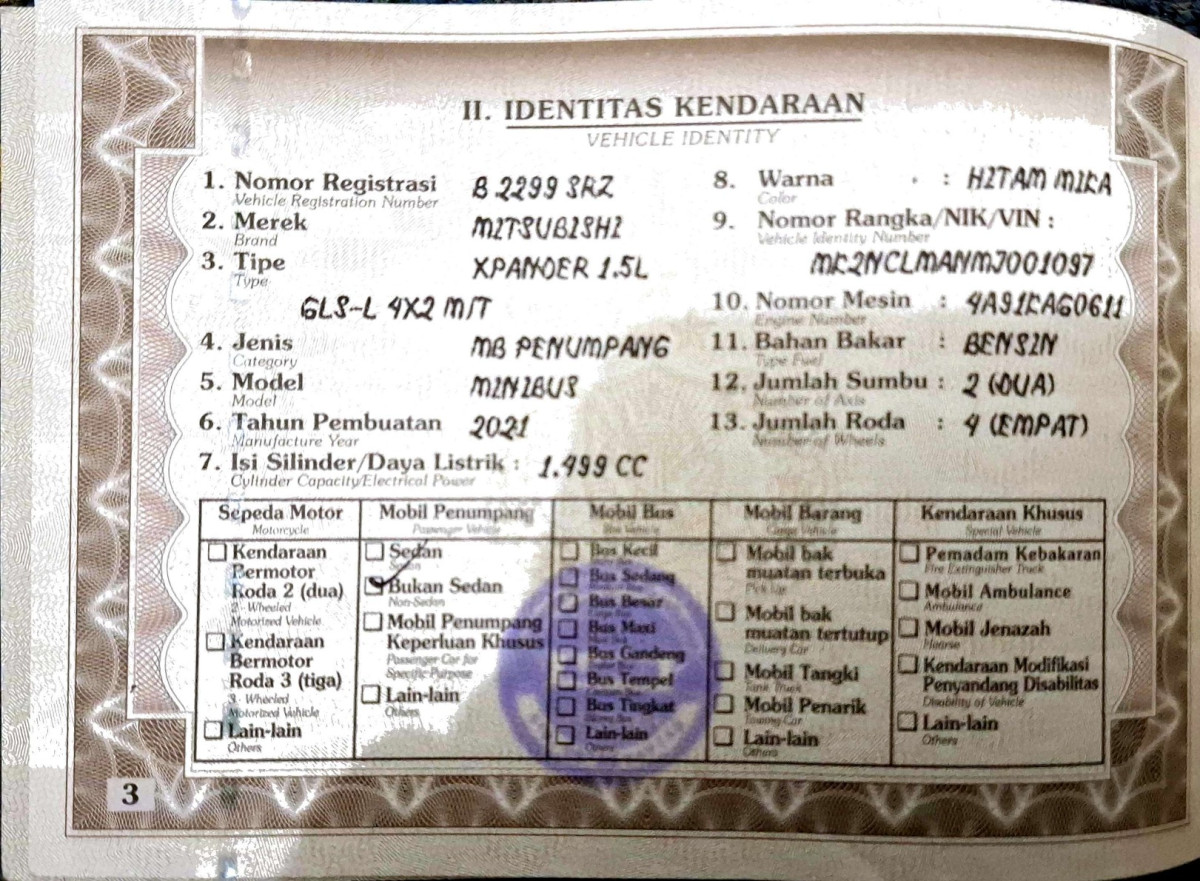 II. IDENTITAS KENDARAAN
VEHICLE IDENTITY
1. Nomor Registrasi B 2299 SRZ
Vehicle Registration Number
2. Merek MITSUBISHI
Brand
3. Tipe XPANDER 1.5L
Type
GLS-L 4X2 M/T
4. Jenis MB PENUMPANG
Category
5. Model MINIBUS
Model
6. Tahun Pembuatan 2021
Manufacture Year
7. Isi Silinder/Daya Listrik : 1.499 CC
Cylinder Capacity/Electrical Power
8. Warna : HITAM MIKA
Color
9. Nomor Rangka/NIK/VIN :
Vehicle Identity Number
MK2NCLMANMJ001097
10. Nomor Mesin : 4A91KAG0611
Engine Number
11. Bahan Bakar : BENSIN
Type Fuel
12. Jumlah Sumbu : 2 (DUA)
Number of Axis
13. Jumlah Roda : 4 (EMPAT)
Number of Wheels
Sepeda Motor
Motorcycle
Kendaraan
Bermotor
Roda 2 (dua)
2 - Wheeled
Motorized Vehicle
Kendaraan
Bermotor
Roda 3 (tiga)
3 - Wheeled
Motorized Vehicle
Lain-lain
Others
Mobil Penumpang
Passenger Vehicle
Sedan
Sedan
Bukan Sedan
Non-Sedan
Mobil Penumpang
Keperluan Khusus
Passenger Car for
Specific Purpose
Lain-lain
Others
Mobil Bus
Bus Vehicle
Bus Kecil
Bus Sedang
Bus Besar
Bus Maxi
Bus Gandeng
Bus Tempel
Bus Tingkat
Lain-lain
Others
Mobil Barang
Cargo Vehicle
Mobil bak
muatan terbuka
Pick Up
Mobil bak
muatan tertutup
Delivery Car
Mobil Tangki
Tank Truck
Mobil Penarik
Towing Car
Lain-lain
Others
Kendaraan Khusus
Special Vehicle
Pemadam Kebakaran
Fire Extinguisher Truck
Mobil Ambulance
Ambulance
Mobil Jenazah
Hearse
Kendaraan Modifikasi
Penyandang Disabilitas
Disability of Vehicle
Lain-lain
Others
3